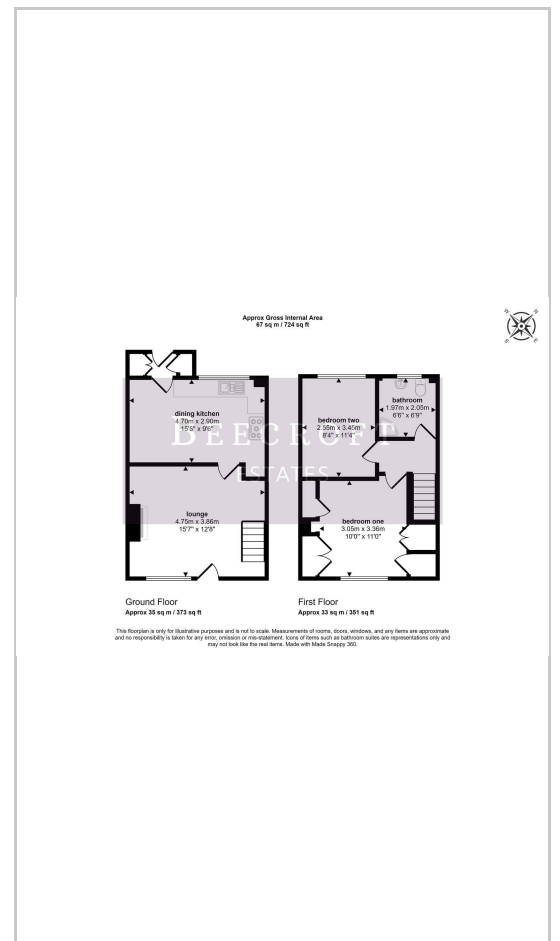 Approx Gross Internal Area
67 sq m / 724 sq ft
dining kitchen
4.70m x 2.90m
15'5" x 9'6"
lounge
4.75m x 3.86m
15'7" x 12'8"
bedroom two
2.55m x 3.45m
8'4" x 11'4"
bathroom
1.97m x 2.05m
6'6" x 6'9"
bedroom one
3.05m x 3.36m
10'0" x 11'0"
BEECROFT
ESTATES
Ground Floor
Approx 35 sq m / 373 sq ft
First Floor
Approx 33 sq m / 351 sq ft
This floorplan is only for illustrative purposes and is not to scale. Measurements of rooms, doors, windows, and any items are approximate
and no responsibility is taken for any error, omission or mis-statement. Icons of items such as bathroom suites are representations only and
may not look like the real items. Made with Made Snappy 360.